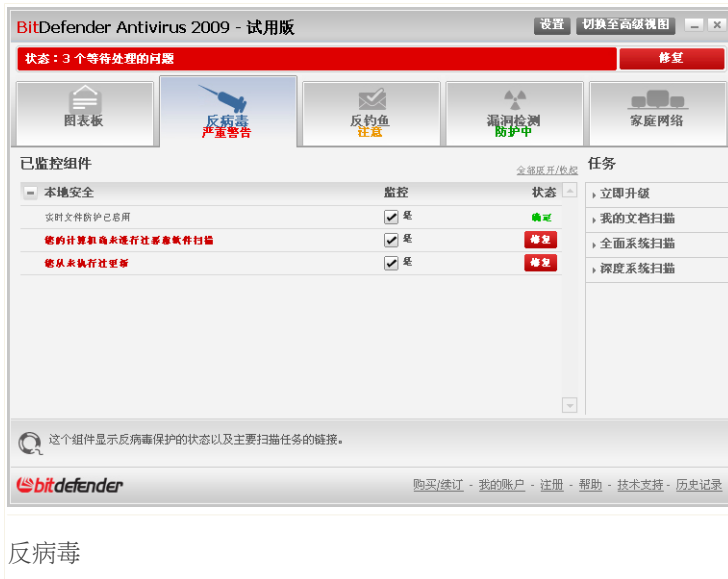 BitDefender Antivirus 2009 - 试用版
设置 切换至高级视图
状态：3 个等待处理的问题 修复
图表板
反病毒
严重警告
反钓鱼
注意
漏洞检测
防护中
家庭网络
已监控组件 全部展开/收起
本地安全 监控 状态
实时文件防护已启用 是 确定
您的计算机尚未进行过恶意软件扫描 是 修复
您从未执行过更新 是 修复
任务
立即升级
我的文档扫描
全面系统扫描
深度系统扫描
这个组件显示反病毒保护的状态以及主要扫描任务的链接。
bitdefender
购买/续订 - 我的账户 - 注册 - 帮助 - 技术支持 - 历史记录
反病毒